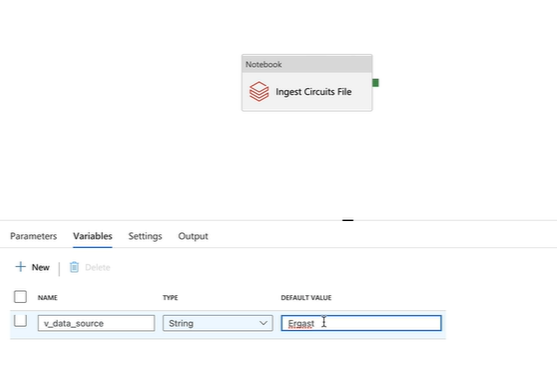 Notebook
Ingest Circuits File
Parameters Variables Settings Output
New Delete
NAME TYPE DEFAULT VALUE
v_data_source String Ergast